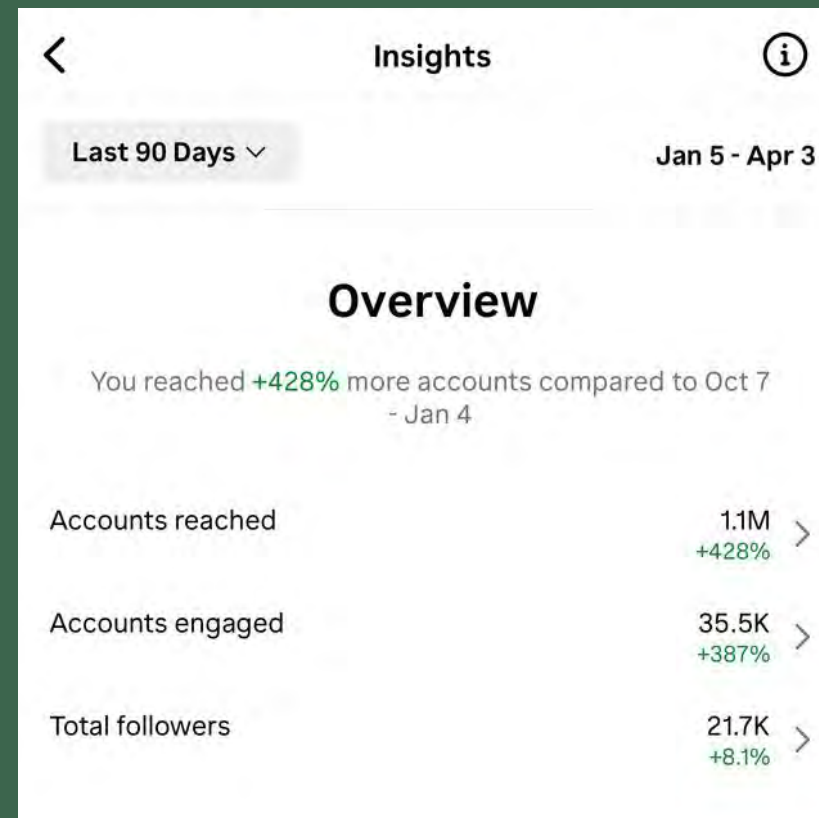 Insights
Last 90 Days
Jan 5 - Apr 3
Overview
You reached +428% more accounts compared to Oct 7
- Jan 4
Accounts reached
1.1M
+428%
Accounts engaged
35.5K
+387%
Total followers
21.7K
+8.1%